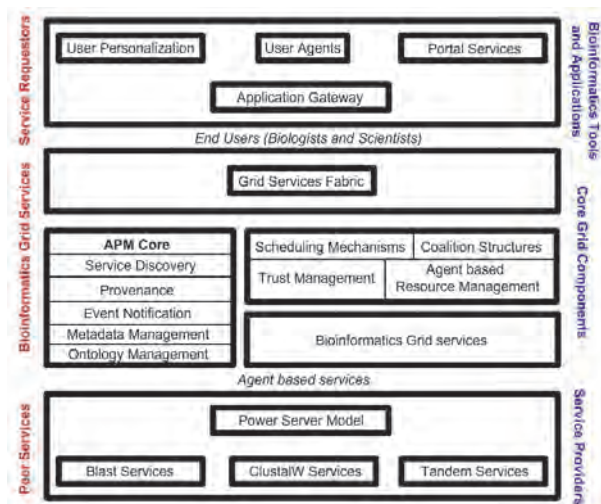 Service Requestors
Bioinformatics Tools
and Applications
User Personalization
User Agents
Portal Services
Application Gateway
End Users (Biologists and Scientists)
Bioinformatics Grid Services
Core Grid Components
Grid Services Fabric
APM Core
Service Discovery
Provenance
Event Notification
Metadata Management
Ontology Management
Scheduling Mechanisms
Coalition Structures
Trust Management
Agent based
Resource Management
Bioinformatics Grid services
Agent based services
Peer Services
Service Providers
Power Server Model
Blast Services
ClustalW Services
Tandem Services